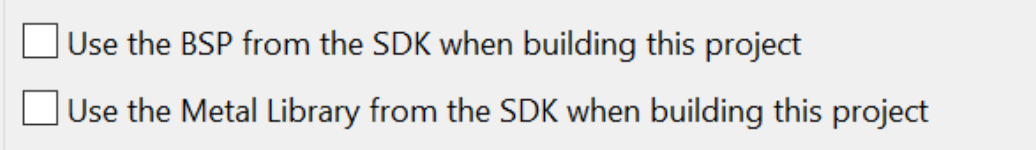 Use the BSP from the SDK when building this project
Use the Metal Library from the SDK when building this project